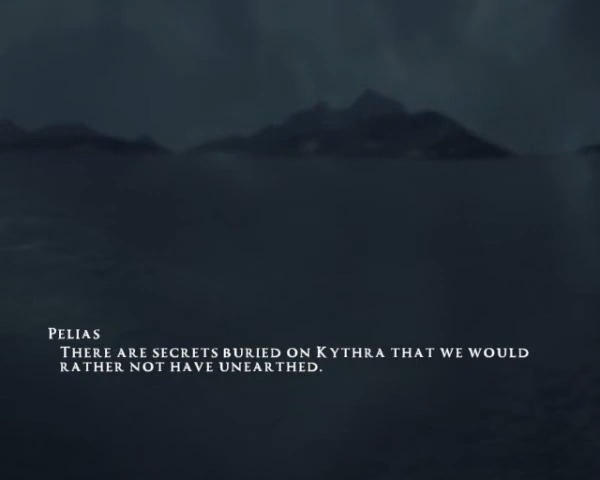 Pelias
There are secrets buried on Kythra that we would
rather not have unearthed.